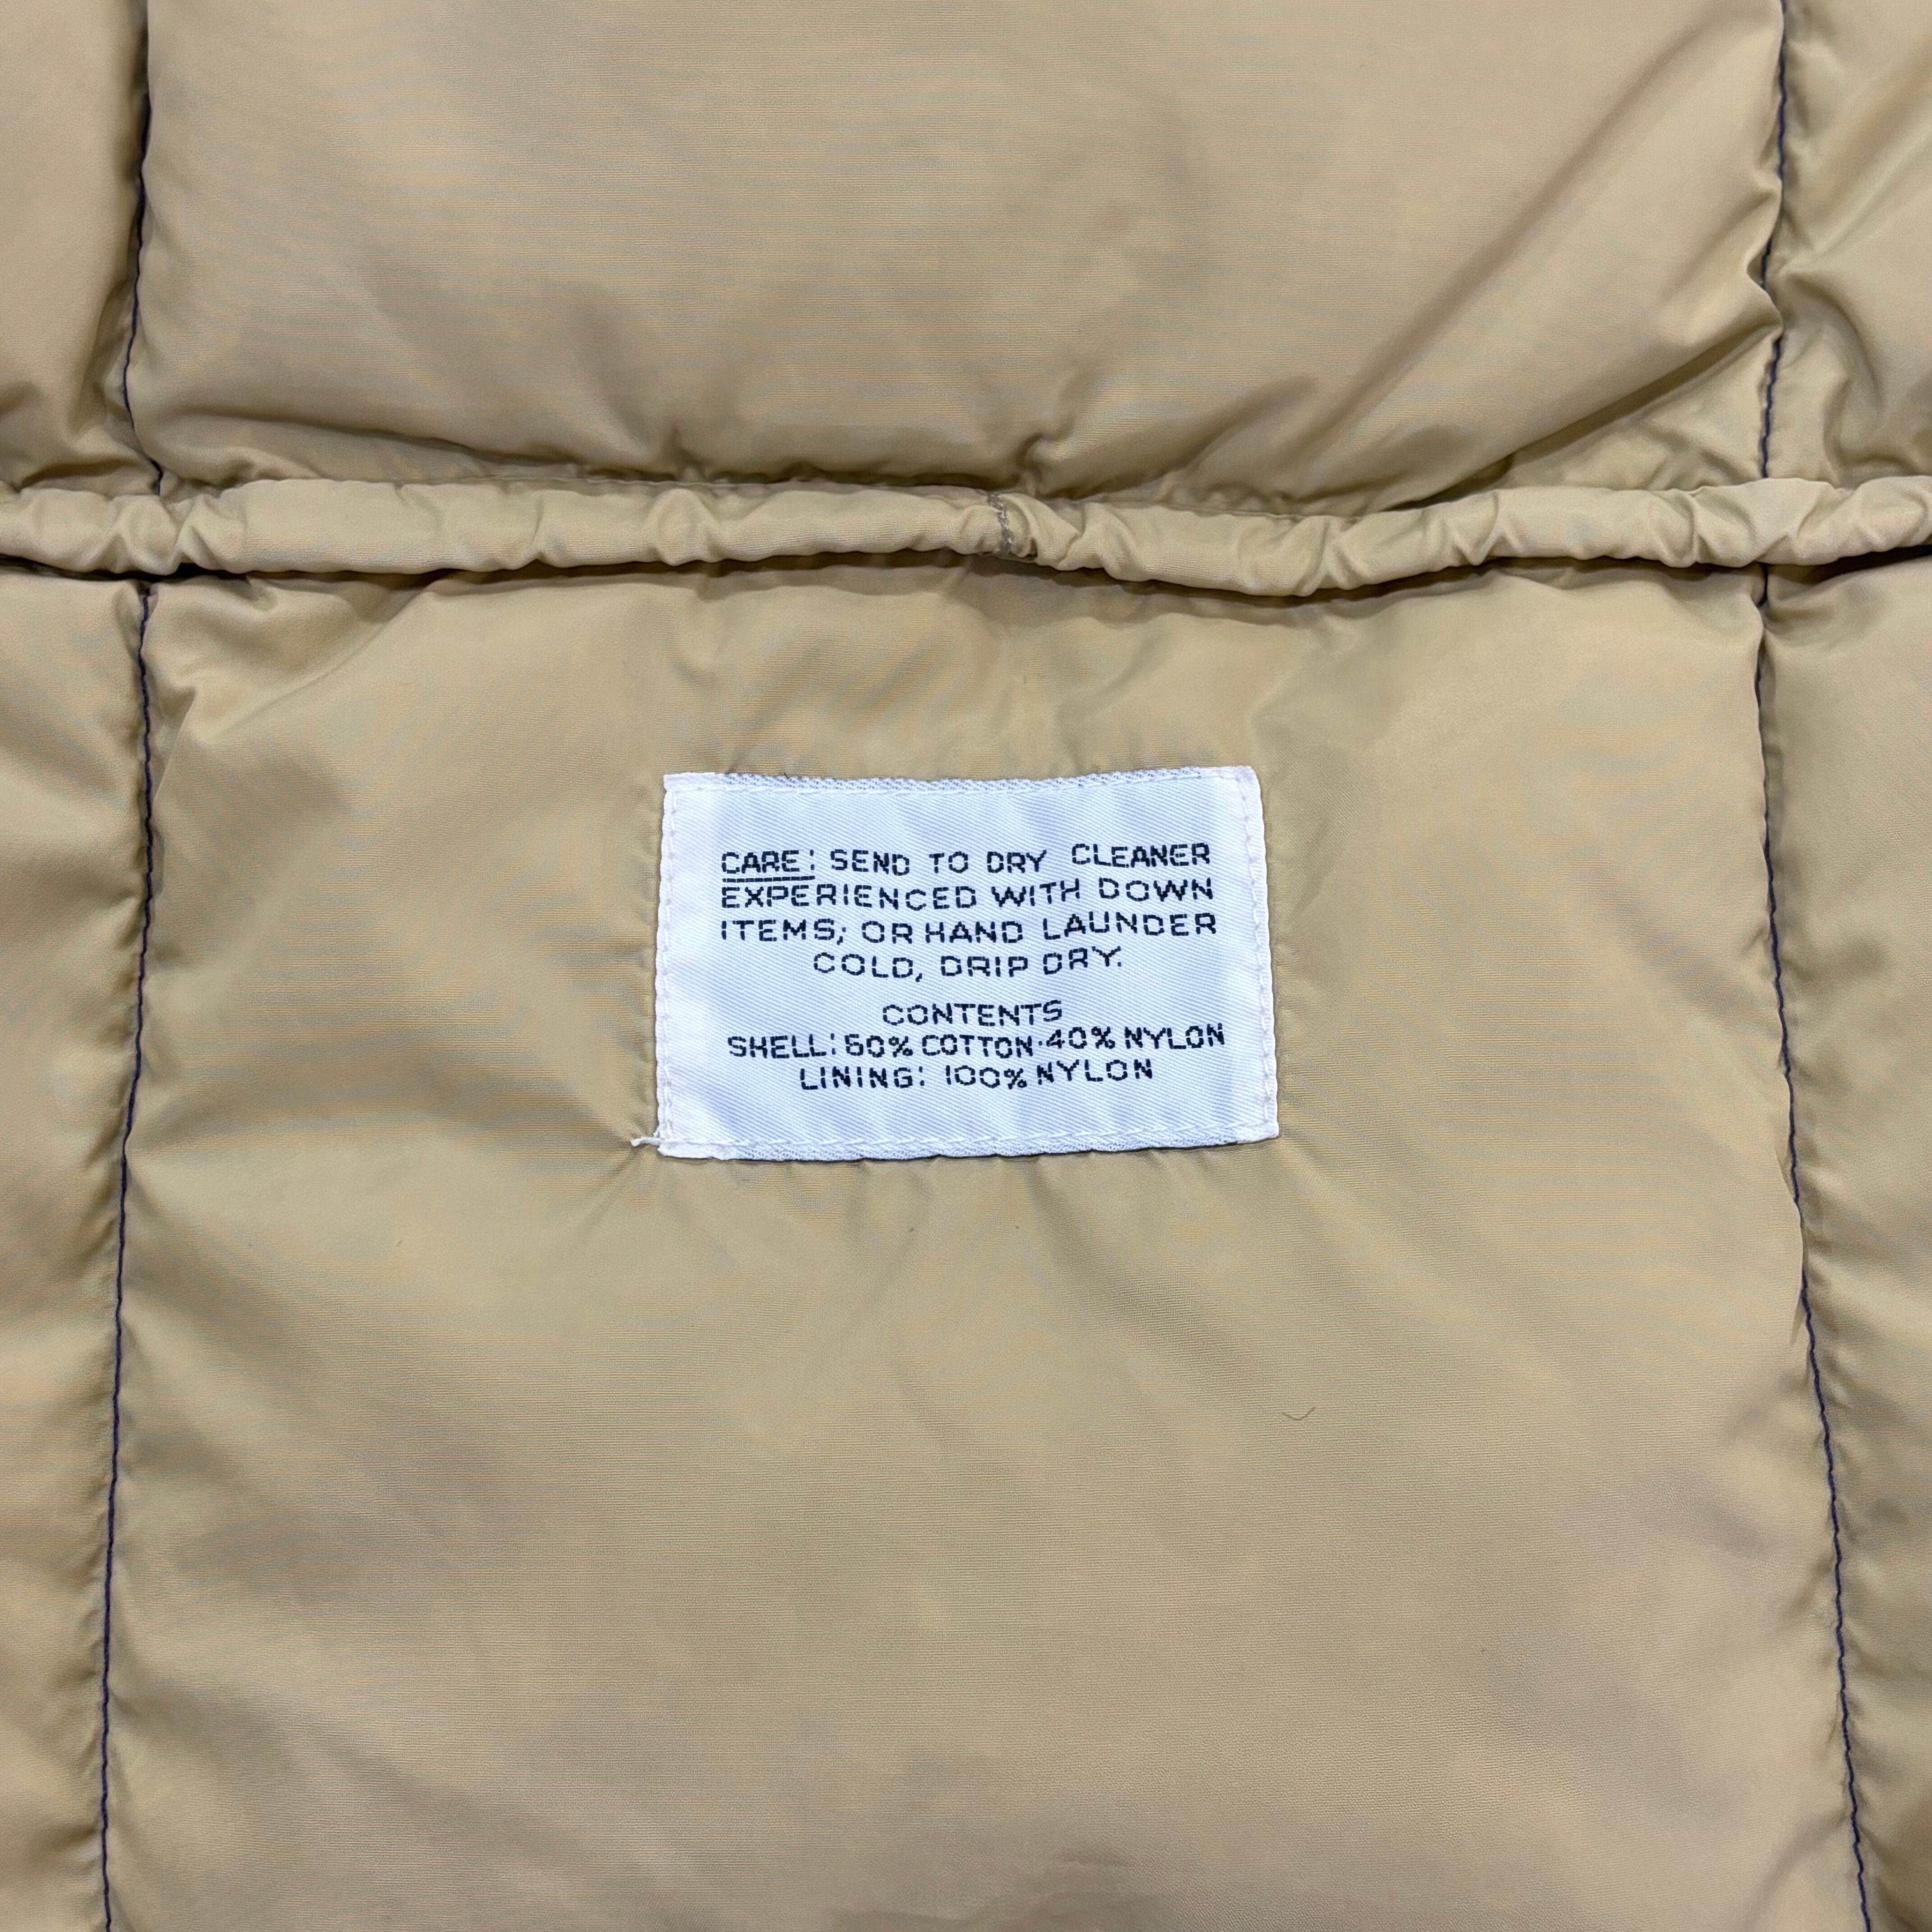 CARE: SEND TO DRY CLEANER
EXPERIENCED WITH DOWN
ITEMS; OR HAND LAUNDER
COLD, DRIP DRY.
CONTENTS
SHELL: 60% COTTON·40% NYLON
LINING: 100% NYLON